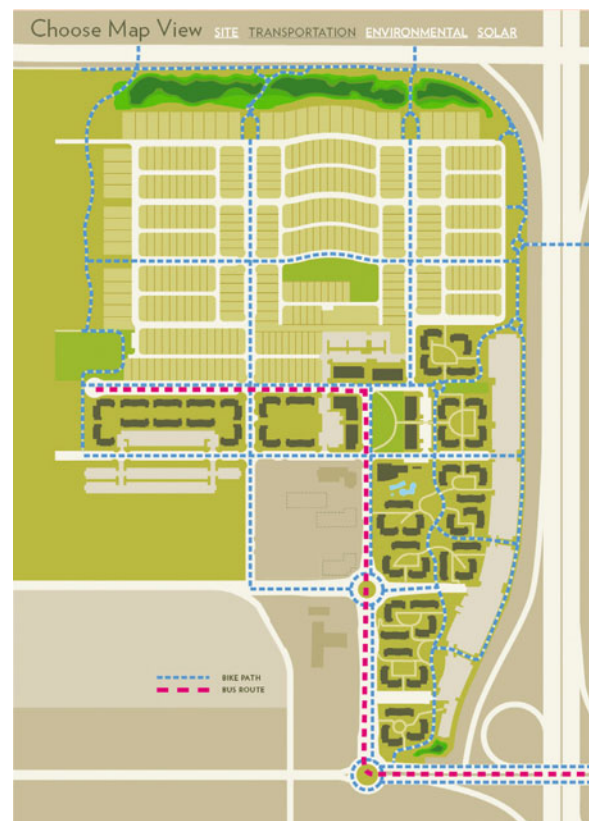 Choose Map View SITE TRANSPORTATION ENVIRONMENTAL SOLAR
BIKE PATH
BUS ROUTE